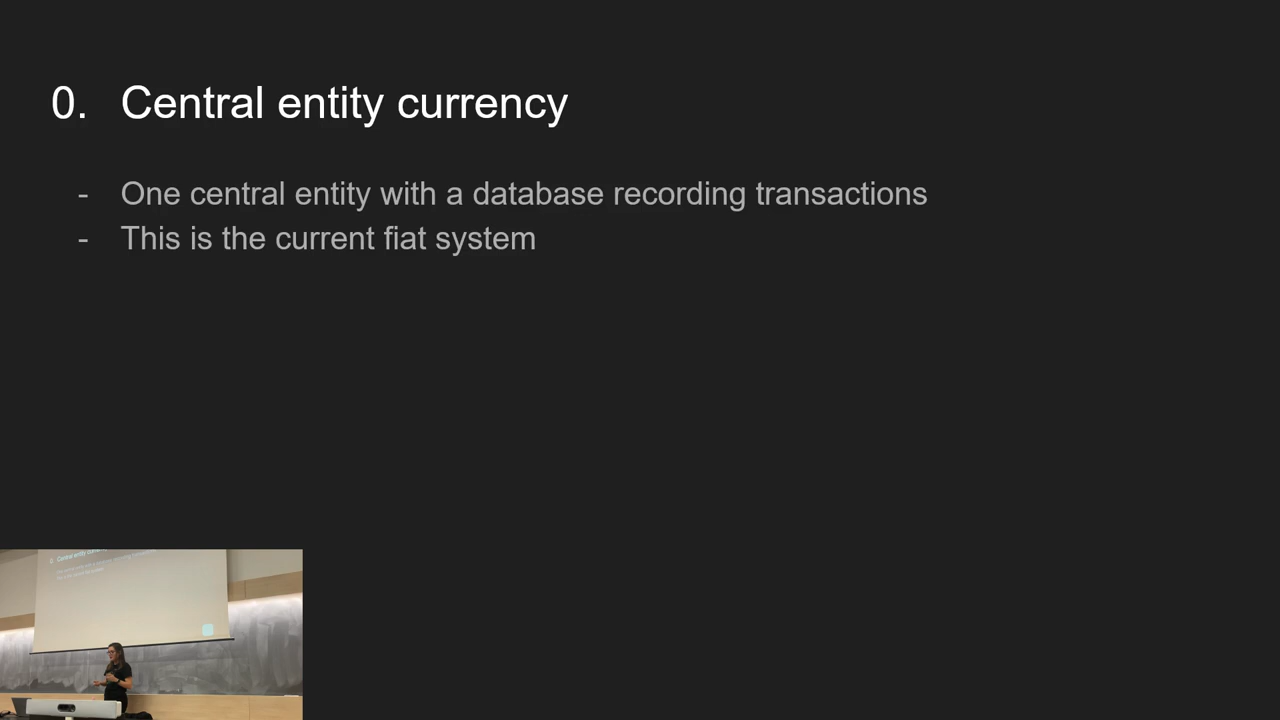 0. Central entity currency
- One central entity with a database recording transactions
- This is the current fiat system